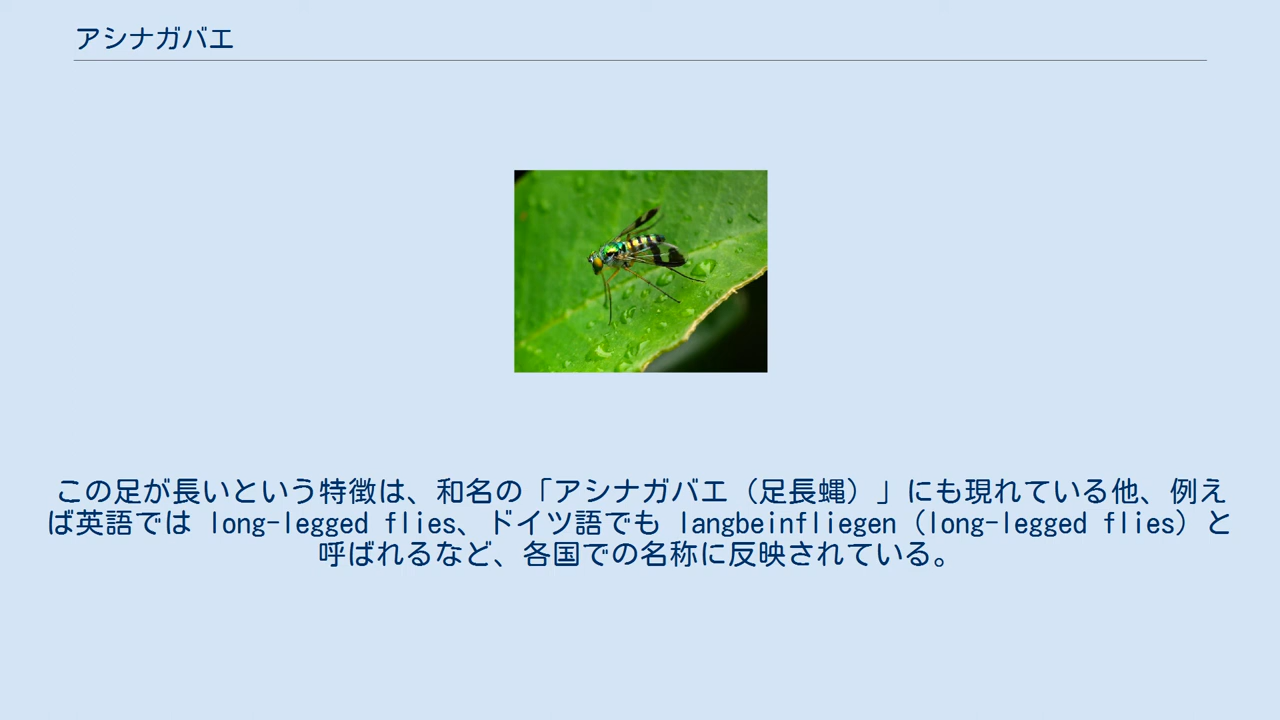 アシナガバエ
この足が長いという特徴は、和名の「アシナガバエ（足長蝿）」にも現れている他、例え
ば英語では long-legged flies、ドイツ語でも langbeinfliegen（long-legged flies）と
呼ばれるなど、各国での名称に反映されている。